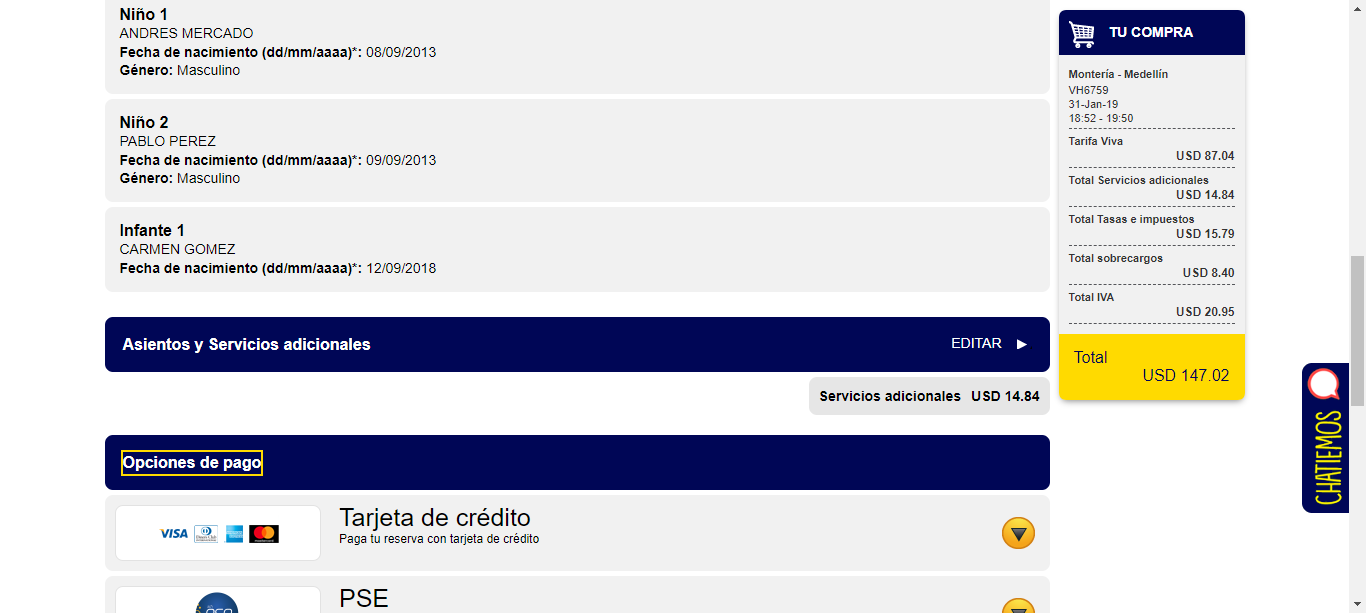 Niño 1
ANDRES MERCADO
Fecha de nacimiento (dd/mm/aaaa)*: 08/09/2013
Género: Masculino
Niño 2
PABLO PEREZ
Fecha de nacimiento (dd/mm/aaaa)*: 09/09/2013
Género: Masculino
Infante 1
CARMEN GOMEZ
Fecha de nacimiento (dd/mm/aaaa)*: 12/09/2018
Asientos y Servicios adicionales
EDITAR ▶
Servicios adicionales USD 14.84
Opciones de pago
VISA
Tarjeta de crédito
Paga tu reserva con tarjeta de crédito
PSE
TU COMPRA
Montería - Medellín
VH6759
31-Jan-19
18:52 - 19:50
Tarifa Viva
USD 87.04
Total Servicios adicionales
USD 14.84
Total Tasas e impuestos
USD 15.79
Total sobrecargos
USD 8.40
Total IVA
USD 20.95
Total
USD 147.02
CHATIEMOS